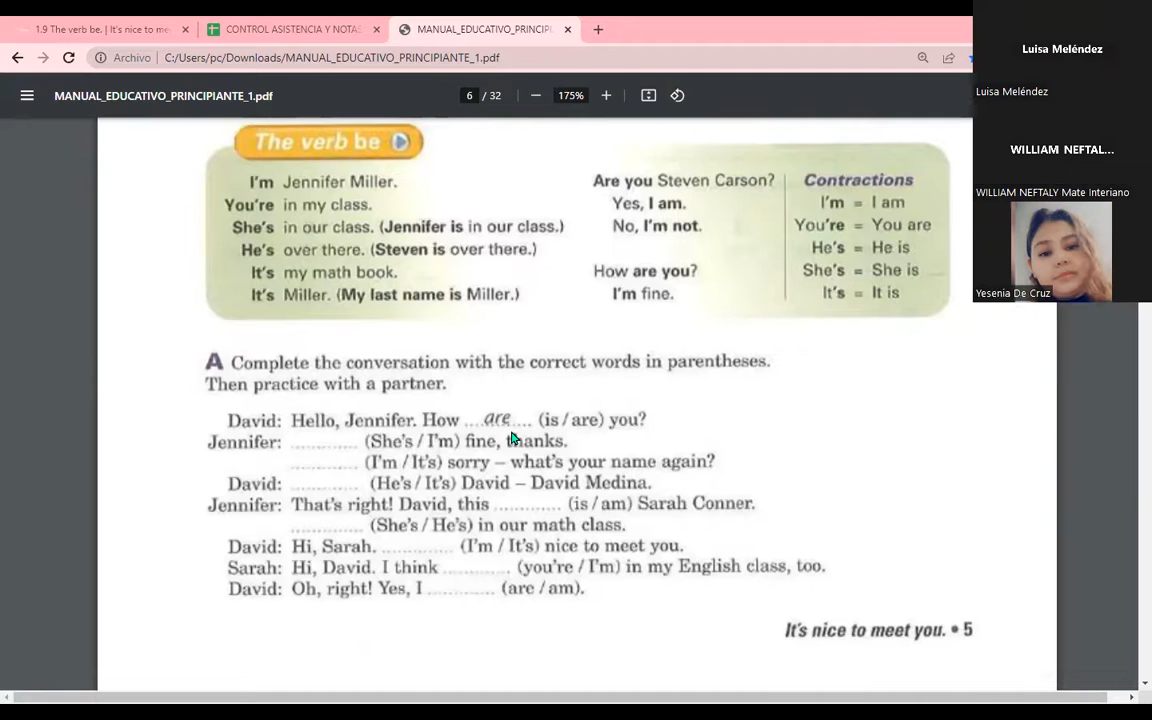 1.9 The verb be. | It's nice to me
CONTROL ASISTENCIA Y NOTAS
MANUAL_EDUCATIVO_PRINCIPI
Archivo
C:/Users/pc/Downloads/MANUAL_EDUCATIVO_PRINCIPIANTE_1.pdf
MANUAL_EDUCATIVO_PRINCIPIANTE_1.pdf
6 / 32
175%
The verb be
I'm Jennifer Miller.
You're in my class.
She's in our class. (Jennifer is in our class.)
He's over there. (Steven is over there.)
It's my math book.
It's Miller. (My last name is Miller.)
Are you Steven Carson?
Yes, I am.
No, I'm not.
How are you?
I'm fine.
Contractions
I'm = I am
You're = You are
He's = He is
She's = She is
It's = It is
A Complete the conversation with the correct words in parentheses.
Then practice with a partner.
David: Hello, Jennifer. How ....are.... (is / are) you?
Jennifer: ............. (She's / I'm) fine, thanks.
............. (I'm / It's) sorry – what's your name again?
David: ............. (He's / It's) David – David Medina.
Jennifer: That's right! David, this ............. (is / am) Sarah Conner.
............. (She's / He's) in our math class.
David: Hi, Sarah. ............. (I'm / It's) nice to meet you.
Sarah: Hi, David. I think ............. (you're / I'm) in my English class, too.
David: Oh, right! Yes, I ............. (are / am).
It's nice to meet you. • 5
Luisa Meléndez
Luisa Meléndez
WILLIAM NEFTAL...
WILLIAM NEFTALY Mate Interiano
Yesenia De Cruz